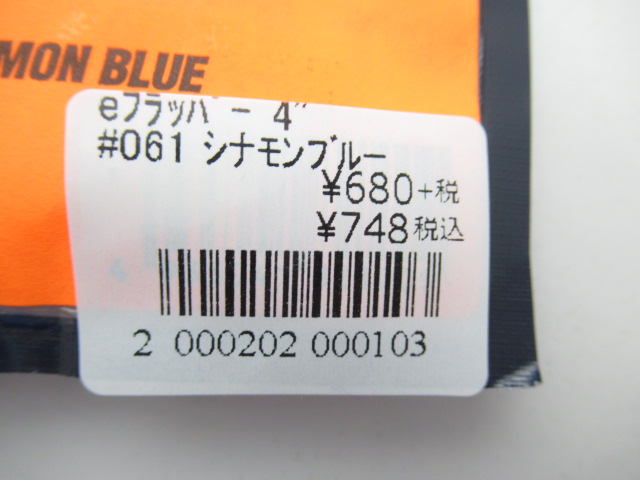 MON BLUE
eフラッパー 4"
#061 シナモンブルー
¥680+税
¥748税込
2 000202 000103